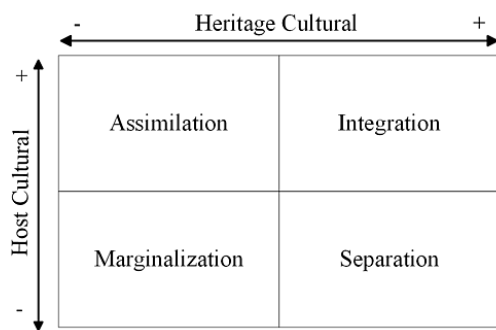 Heritage Cultural
- +
Host Cultural
+
-
Assimilation Integration
Marginalization Separation